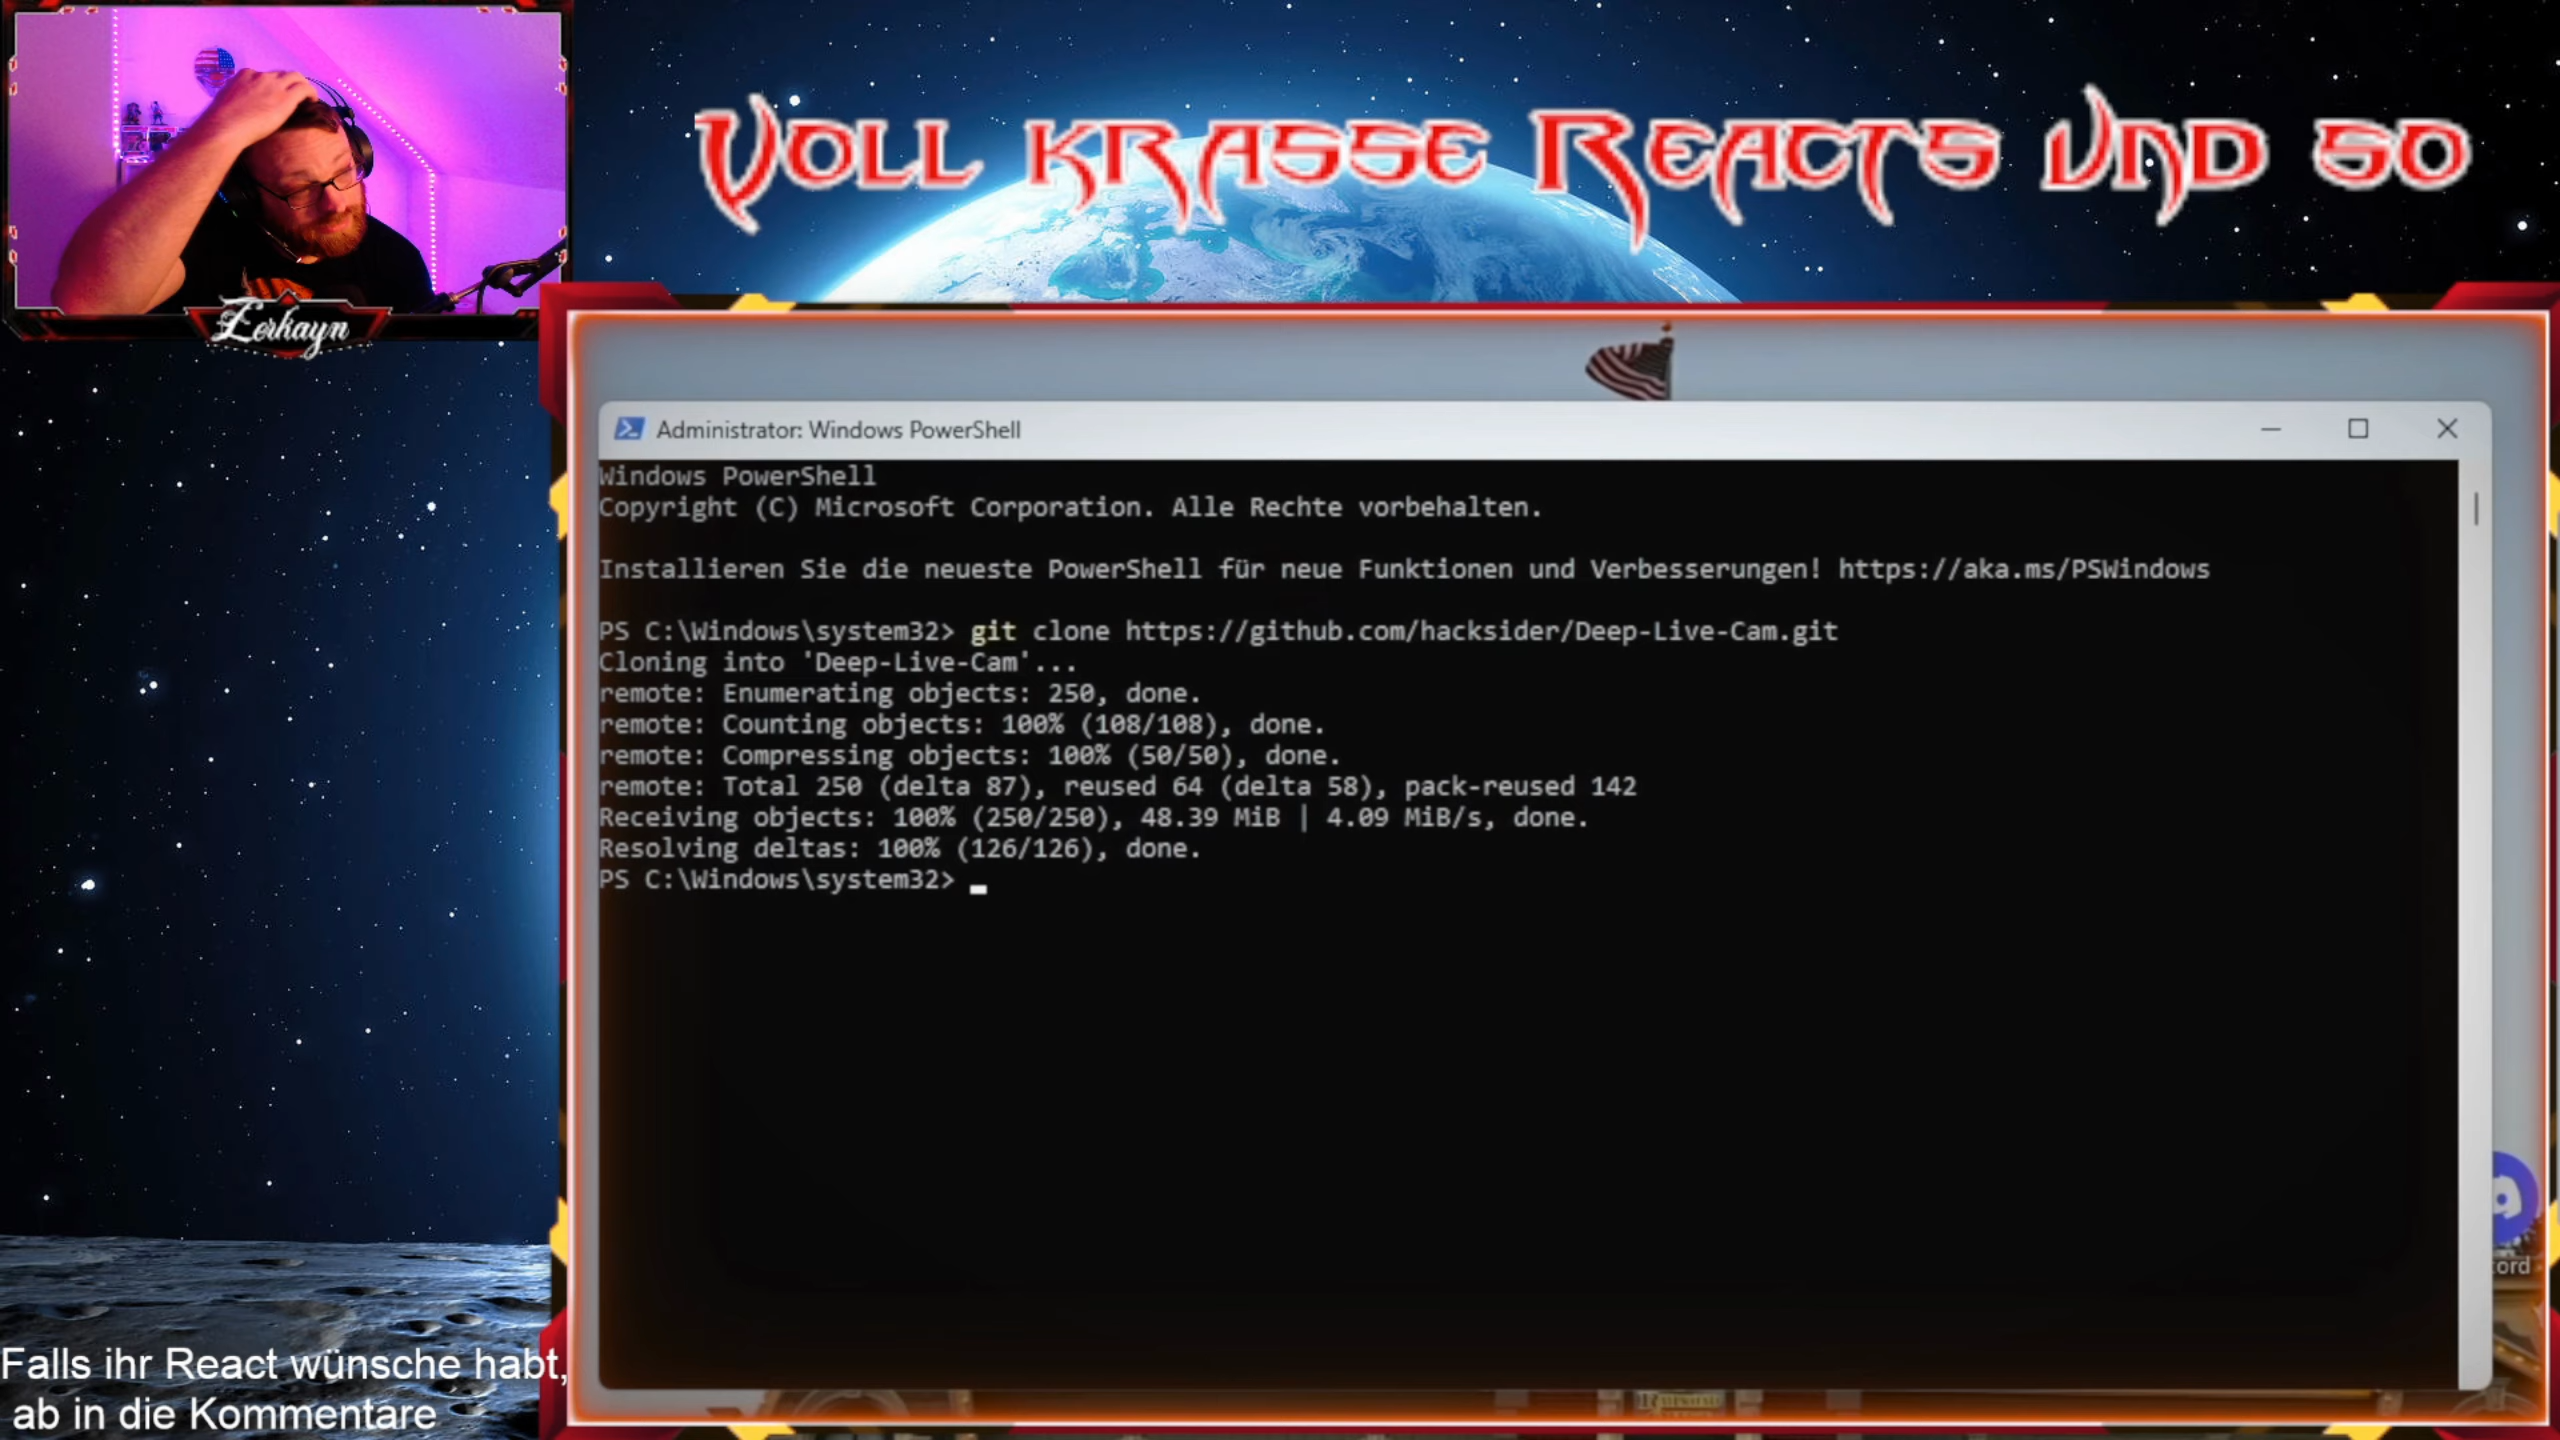 Voll krasse Reacts und so
Zerkayn
Administrator: Windows PowerShell
Windows PowerShell
Copyright (C) Microsoft Corporation. Alle Rechte vorbehalten.
Installieren Sie die neueste PowerShell für neue Funktionen und Verbesserungen! https://aka.ms/PSWindows
PS C:\Windows\system32> git clone https://github.com/hacksider/Deep-Live-Cam.git
Cloning into 'Deep-Live-Cam'...
remote: Enumerating objects: 250, done.
remote: Counting objects: 100% (108/108), done.
remote: Compressing objects: 100% (50/50), done.
remote: Total 250 (delta 87), reused 64 (delta 58), pack-reused 142
Receiving objects: 100% (250/250), 48.39 MiB | 4.09 MiB/s, done.
Resolving deltas: 100% (126/126), done.
PS C:\Windows\system32>
cord
Falls ihr React wünsche habt,
ab in die Kommentare